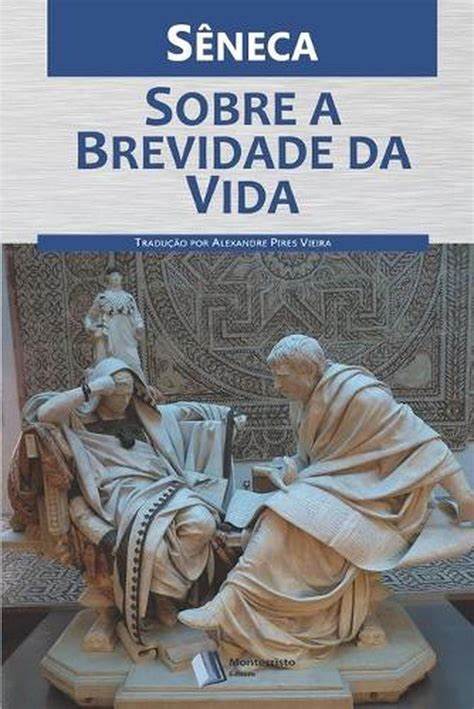 SÊNECA
SOBRE A
BREVIDADE DA
VIDA
TRADUÇÃO POR ALEXANDRE PIRES VIEIRA
Montecristo
Editora